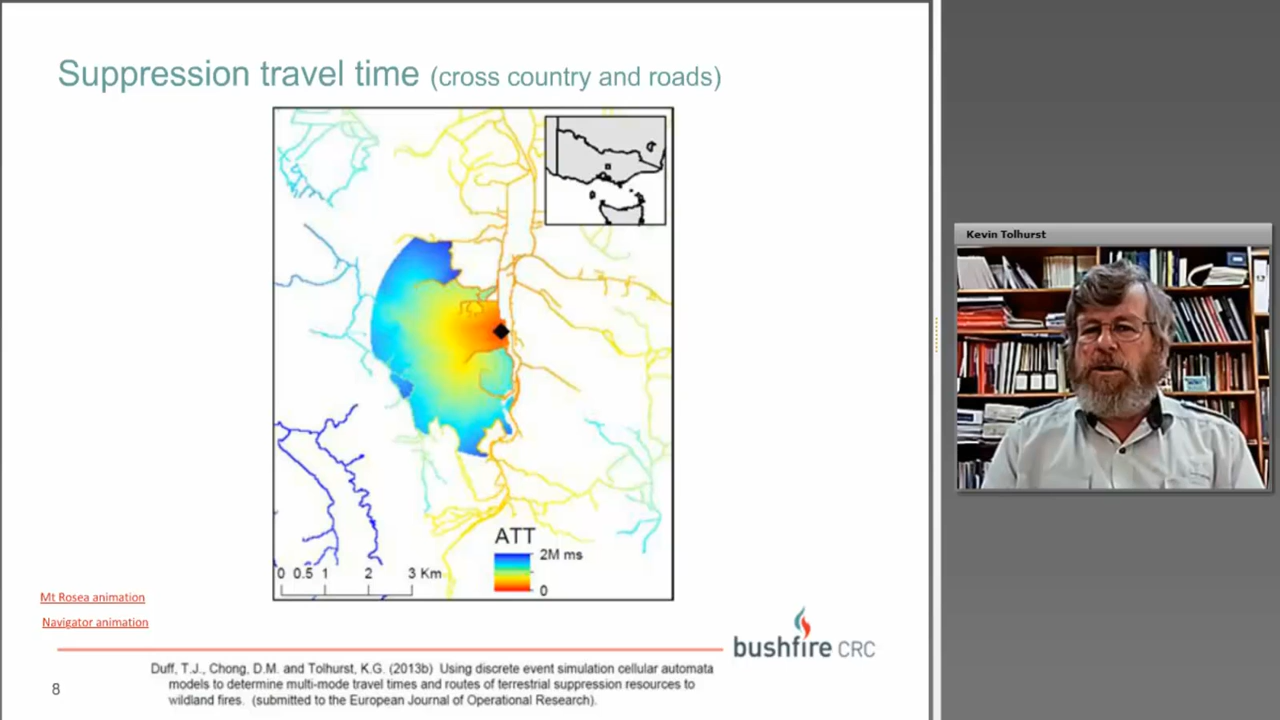 Suppression travel time (cross country and roads)
Kevin Tolhurst
ATT
2M ms
0
0 0.5 1 2 3 Km
Mt Rosea animation
Navigator animation
bushfire CRC
Duff, T.J., Chong, D.M. and Tolhurst, K.G. (2013b) Using discrete event simulation cellular automata
models to determine multi-mode travel times and routes of terrestrial suppression resources to
wildland fires. (submitted to the European Journal of Operational Research).
8